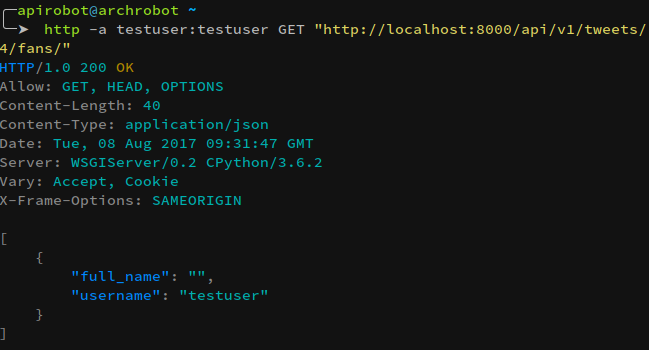 apirobot@archrobot ~
➤ http -a testuser:testuser GET "http://localhost:8000/api/v1/tweets/
4/fans/"
HTTP/1.0 200 OK
Allow: GET, HEAD, OPTIONS
Content-Length: 40
Content-Type: application/json
Date: Tue, 08 Aug 2017 09:31:47 GMT
Server: WSGIServer/0.2 CPython/3.6.2
Vary: Accept, Cookie
X-Frame-Options: SAMEORIGIN
[
    {
        "full_name": "",
        "username": "testuser"
    }
]